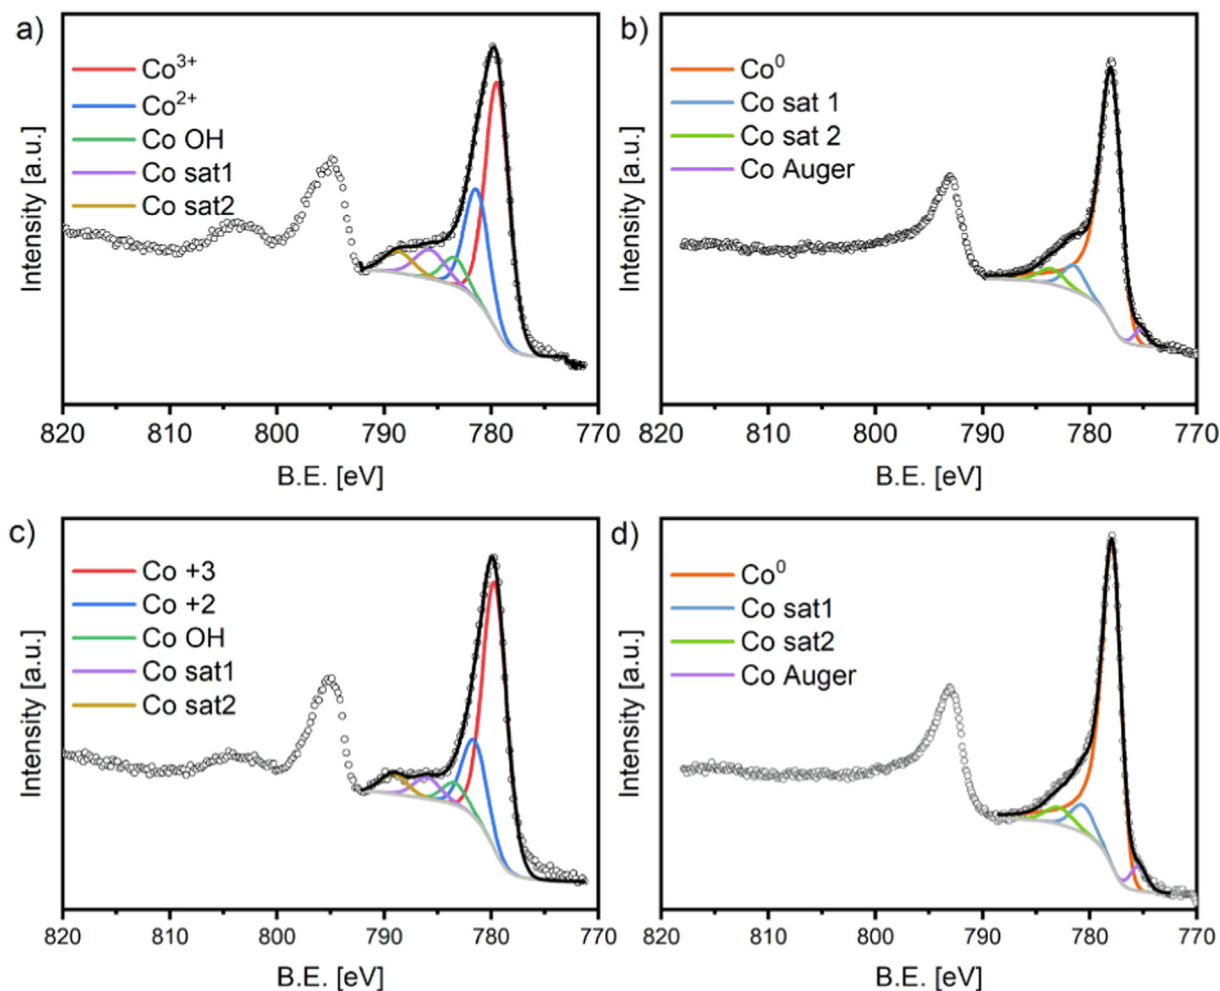 a)
Intensity [a.u.]
Co³⁺
Co²⁺
Co OH
Co sat1
Co sat2
820 810 800 790 780 770
B.E. [eV]
b)
Intensity [a.u.]
Co⁰
Co sat 1
Co sat 2
Co Auger
820 810 800 790 780 770
B.E. [eV]
c)
Intensity [a.u.]
Co +3
Co +2
Co OH
Co sat1
Co sat2
820 810 800 790 780 770
B.E. [eV]
d)
Intensity [a.u.]
Co⁰
Co sat1
Co sat2
Co Auger
820 810 800 790 780 770
B.E. [eV]